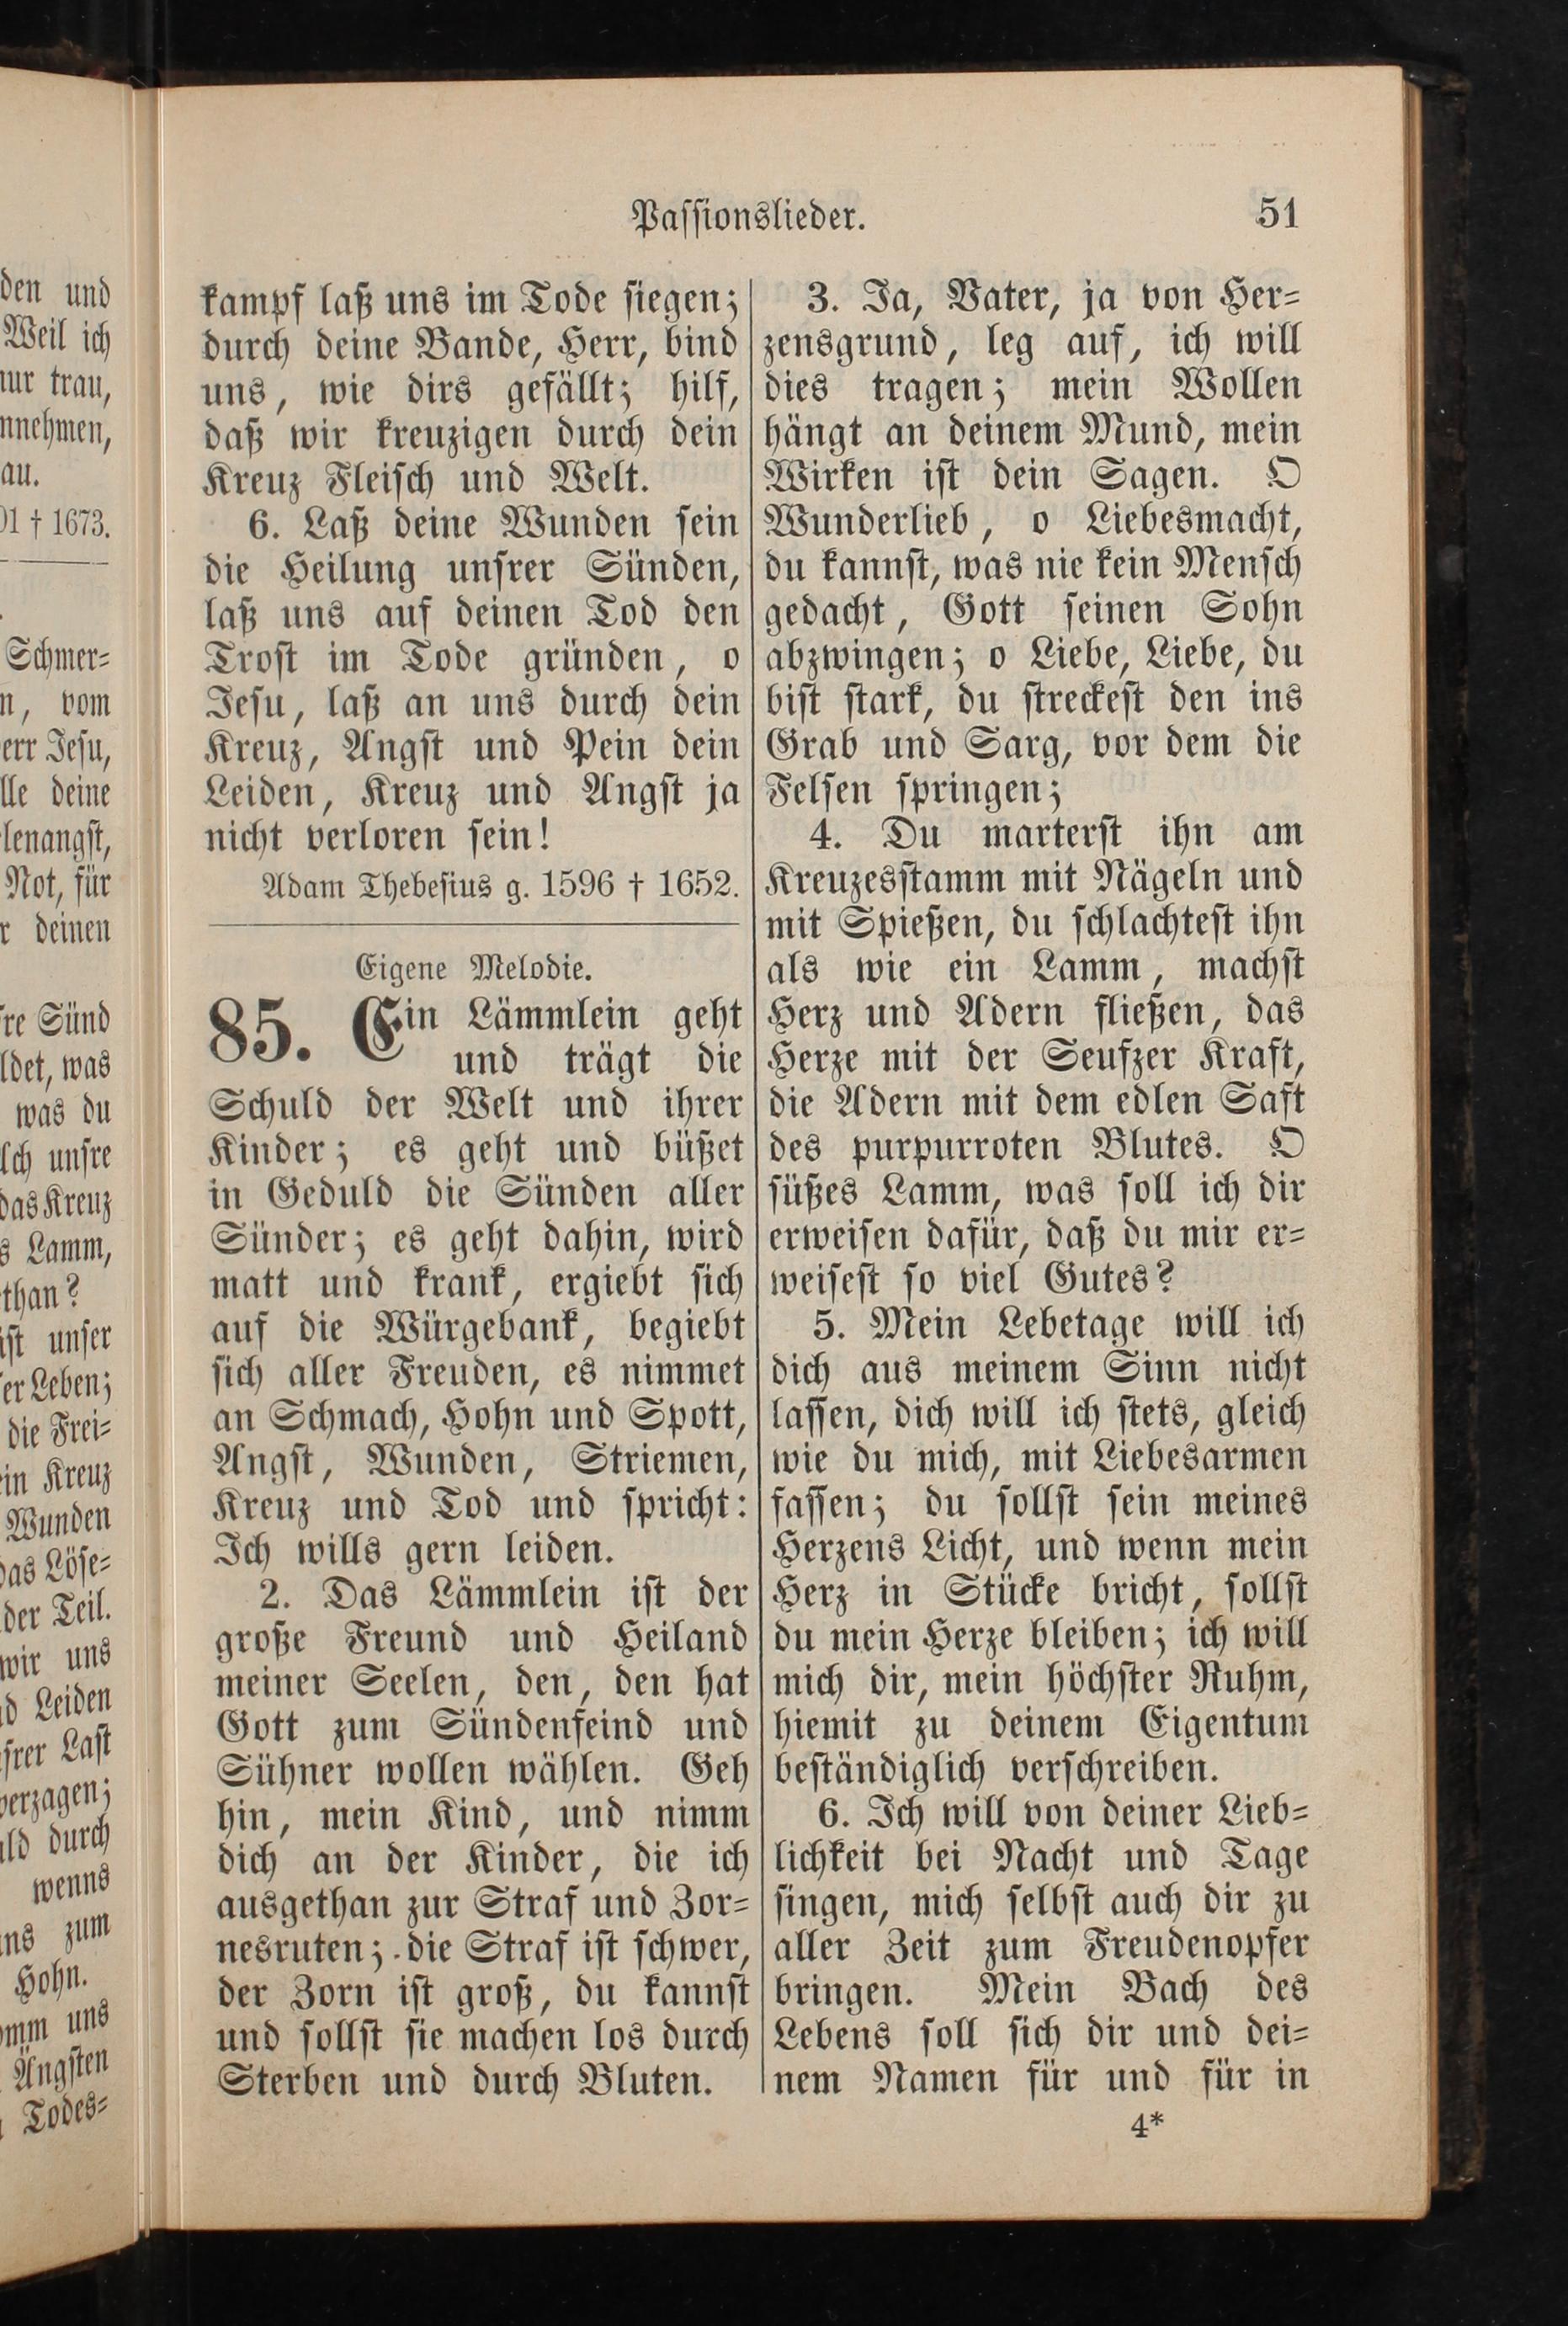 Passionslieder.
51
kampf laß uns im Tode siegen;
durch deine Bande, Herr, bind
uns, wie dirs gefällt; hilf,
daß wir kreuzigen durch dein
Kreuz Fleisch und Welt.
6. Laß deine Wunden sein
die Heilung unsrer Sünden,
laß uns auf deinen Tod den
Trost im Tode gründen, o
Jesu, laß an uns durch dein
Kreuz, Angst und Pein dein
Leiden, Kreuz und Angst ja
nicht verloren sein!
Adam Thebesius g. 1596 † 1652.
Eigene Melodie.
85. Ein Lämmlein geht
und trägt die
Schuld der Welt und ihrer
Kinder; es geht und büßet
in Geduld die Sünden aller
Sünder; es geht dahin, wird
matt und krank, ergiebt sich
auf die Würgebank, begiebt
sich aller Freuden, es nimmet
an Schmach, Hohn und Spott,
Angst, Wunden, Striemen,
Kreuz und Tod und spricht:
Ich wills gern leiden.
2. Das Lämmlein ist der
große Freund und Heiland
meiner Seelen, den, den hat
Gott zum Sündenfeind und
Sühner wollen wählen. Geh
hin, mein Kind, und nimm
dich an der Kinder, die ich
ausgethan zur Straf und Zor=
nesruten; die Straf ist schwer,
der Zorn ist groß, du kannst
und sollst sie machen los durch
Sterben und durch Bluten.
3. Ja, Vater, ja von Her=
zensgrund, leg auf, ich will
dies tragen; mein Wollen
hängt an deinem Mund, mein
Wirken ist dein Sagen. O
Wunderlieb, o Liebesmacht,
du kannst, was nie kein Mensch
gedacht, Gott seinen Sohn
abzwingen; o Liebe, Liebe, du
bist stark, du streckest den ins
Grab und Sarg, vor dem die
Felsen springen;
4. Du marterst ihn am
Kreuzesstamm mit Nägeln und
mit Spießen, du schlachtest ihn
als wie ein Lamm, machst
Herz und Adern fließen, das
Herze mit der Seufzer Kraft,
die Adern mit dem edlen Saft
des purpurroten Blutes. O
süßes Lamm, was soll ich dir
erweisen dafür, daß du mir er=
weisest so viel Gutes?
5. Mein Lebetage will ich
dich aus meinem Sinn nicht
lassen, dich will ich stets, gleich
wie du mich, mit Liebesarmen
fassen; du sollst sein meines
Herzens Licht, und wenn mein
Herz in Stücke bricht, sollst
du mein Herze bleiben; ich will
mich dir, mein höchster Ruhm,
hiemit zu deinem Eigentum
beständiglich verschreiben.
6. Ich will von deiner Lieb=
lichkeit bei Nacht und Tage
singen, mich selbst auch dir zu
aller Zeit zum Freudenopfer
bringen. Mein Bach des
Lebens soll sich dir und dei=
nem Namen für und für in
4*